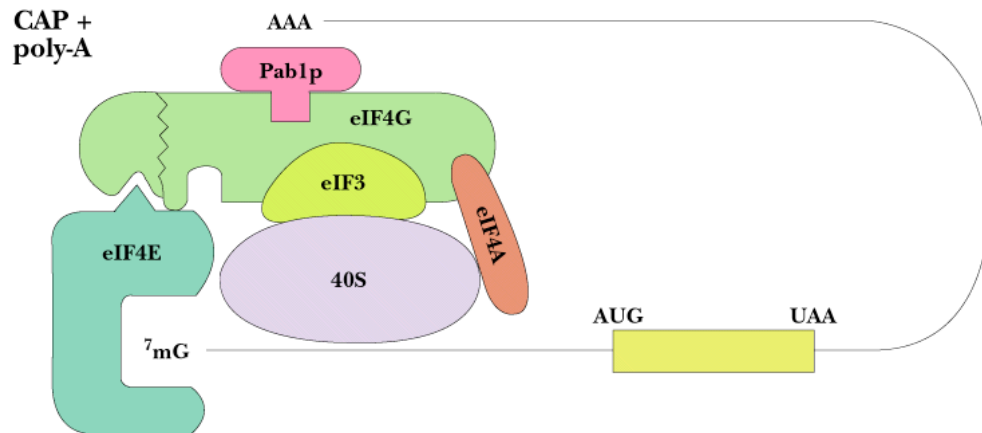 CAP +
poly-A
AAA
Pab1p
eIF4G
eIF3
eIF4A
eIF4E
40S
⁷mG
AUG
UAA